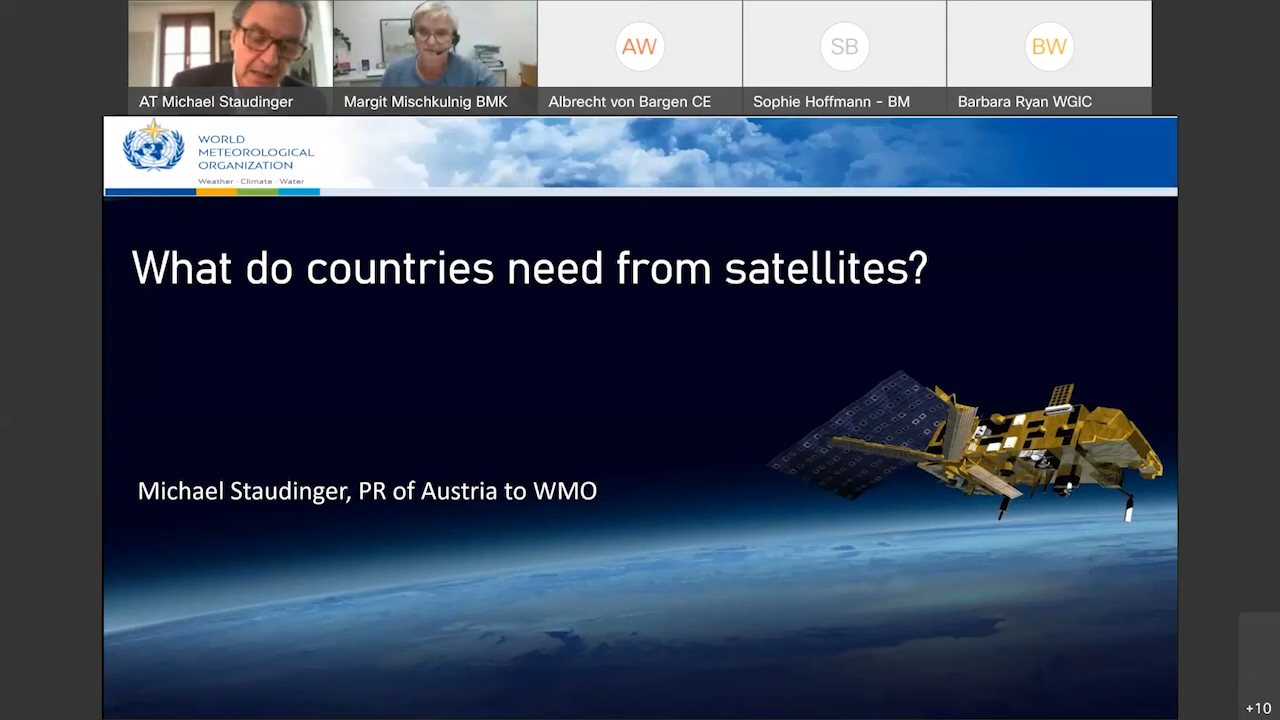 AW
SB
BW
AT Michael Staudinger
Margit Mischkulnig BMK
Albrecht von Bargen CE
Sophie Hoffmann - BM
Barbara Ryan WGIC
WORLD
METEOROLOGICAL
ORGANIZATION
Weather · Climate · Water
What do countries need from satellites?
Michael Staudinger, PR of Austria to WMO
+10